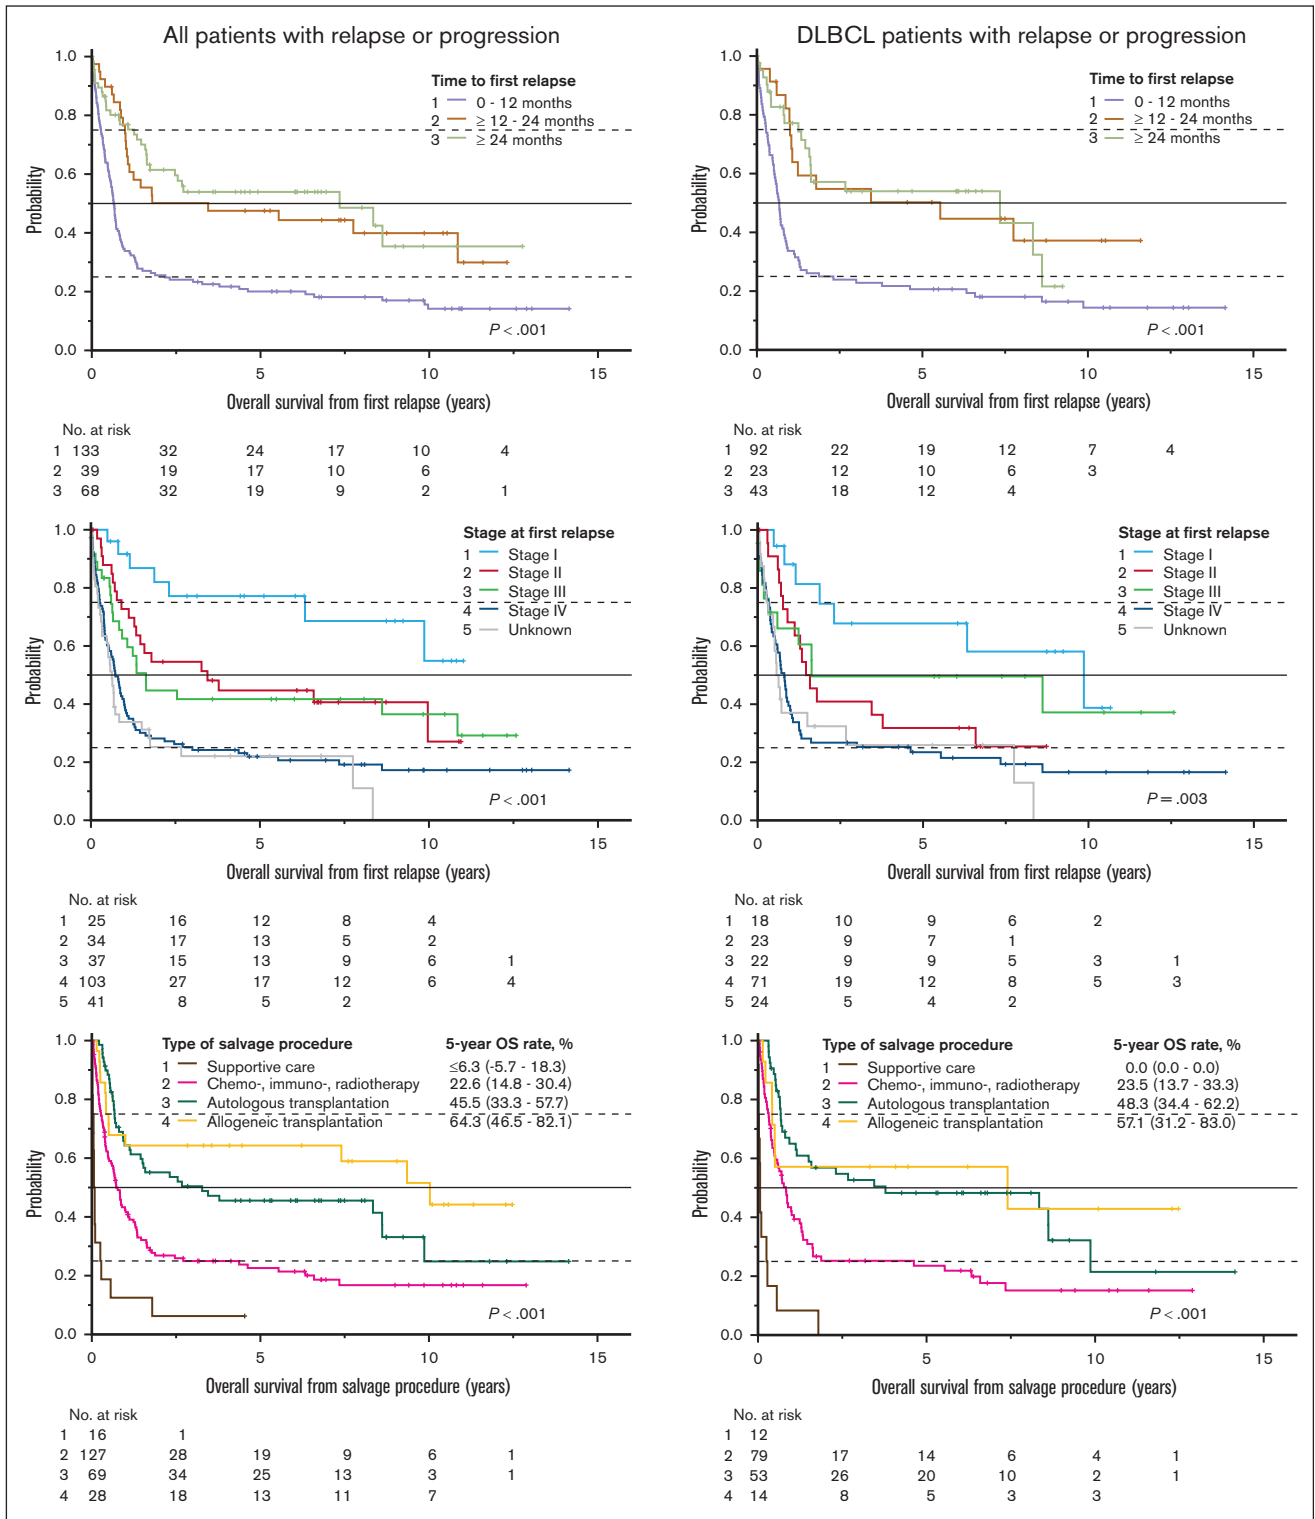 All patients with relapse or progression
1.0
0.8
0.6
0.4
0.2
0.0
Probability
Time to first relapse
1 0 - 12 months
2 ≥ 12 - 24 months
3 ≥ 24 months
P < .001
0 5 10 15
Overall survival from first relapse (years)
No. at risk
1 133 32 24 17 10 4
2 39 19 17 10 6
3 68 32 19 9 2 1
DLBCL patients with relapse or progression
1.0
0.8
0.6
0.4
0.2
0.0
Probability
Time to first relapse
1 0 - 12 months
2 ≥ 12 - 24 months
3 ≥ 24 months
P < .001
0 5 10 15
Overall survival from first relapse (years)
No. at risk
1 92 22 19 12 7 4
2 23 12 10 6 3
3 43 18 12 4
1.0
0.8
0.6
0.4
0.2
0.0
Probability
Stage at first relapse
1 Stage I
2 Stage II
3 Stage III
4 Stage IV
5 Unknown
P < .001
0 5 10 15
Overall survival from first relapse (years)
No. at risk
1 25 16 12 8 4
2 34 17 13 5 2
3 37 15 13 9 6 1
4 103 27 17 12 6 4
5 41 8 5 2
1.0
0.8
0.6
0.4
0.2
0.0
Probability
Stage at first relapse
1 Stage I
2 Stage II
3 Stage III
4 Stage IV
5 Unknown
P = .003
0 5 10 15
Overall survival from first relapse (years)
No. at risk
1 18 10 9 6 2
2 23 9 7 1
3 22 9 9 5 3 1
4 71 19 12 8 5 3
5 24 5 4 2
1.0
0.8
0.6
0.4
0.2
0.0
Probability
Type of salvage procedure 5-year OS rate, %
1 Supportive care ≤6.3 (-5.7 - 18.3)
2 Chemo-, immuno-, radiotherapy 22.6 (14.8 - 30.4)
3 Autologous transplantation 45.5 (33.3 - 57.7)
4 Allogeneic transplantation 64.3 (46.5 - 82.1)
P < .001
0 5 10 15
Overall survival from salvage procedure (years)
No. at risk
1 16 1
2 127 28 19 9 6 1
3 69 34 25 13 3 1
4 28 18 13 11 7
1.0
0.8
0.6
0.4
0.2
0.0
Probability
Type of salvage procedure 5-year OS rate, %
1 Supportive care 0.0 (0.0 - 0.0)
2 Chemo-, immuno-, radiotherapy 23.5 (13.7 - 33.3)
3 Autologous transplantation 48.3 (34.4 - 62.2)
4 Allogeneic transplantation 57.1 (31.2 - 83.0)
P < .001
0 5 10 15
Overall survival from salvage procedure (years)
No. at risk
1 12
2 79 17 14 6 4 1
3 53 26 20 10 2 1
4 14 8 5 3 3